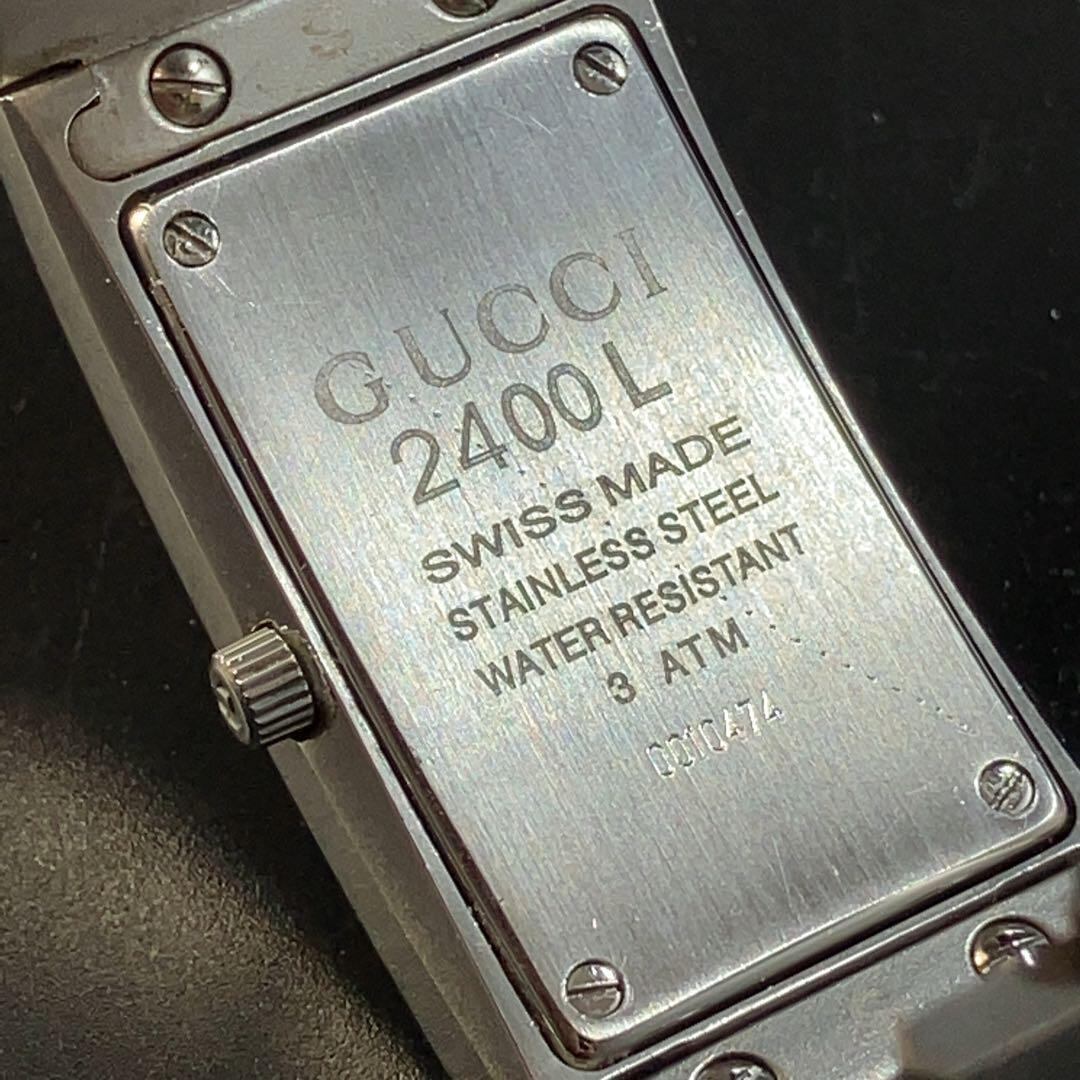 GUCCI
2400 L
SWISS MADE
STAINLESS STEEL
WATER RESISTANT
3 ATM
0010474